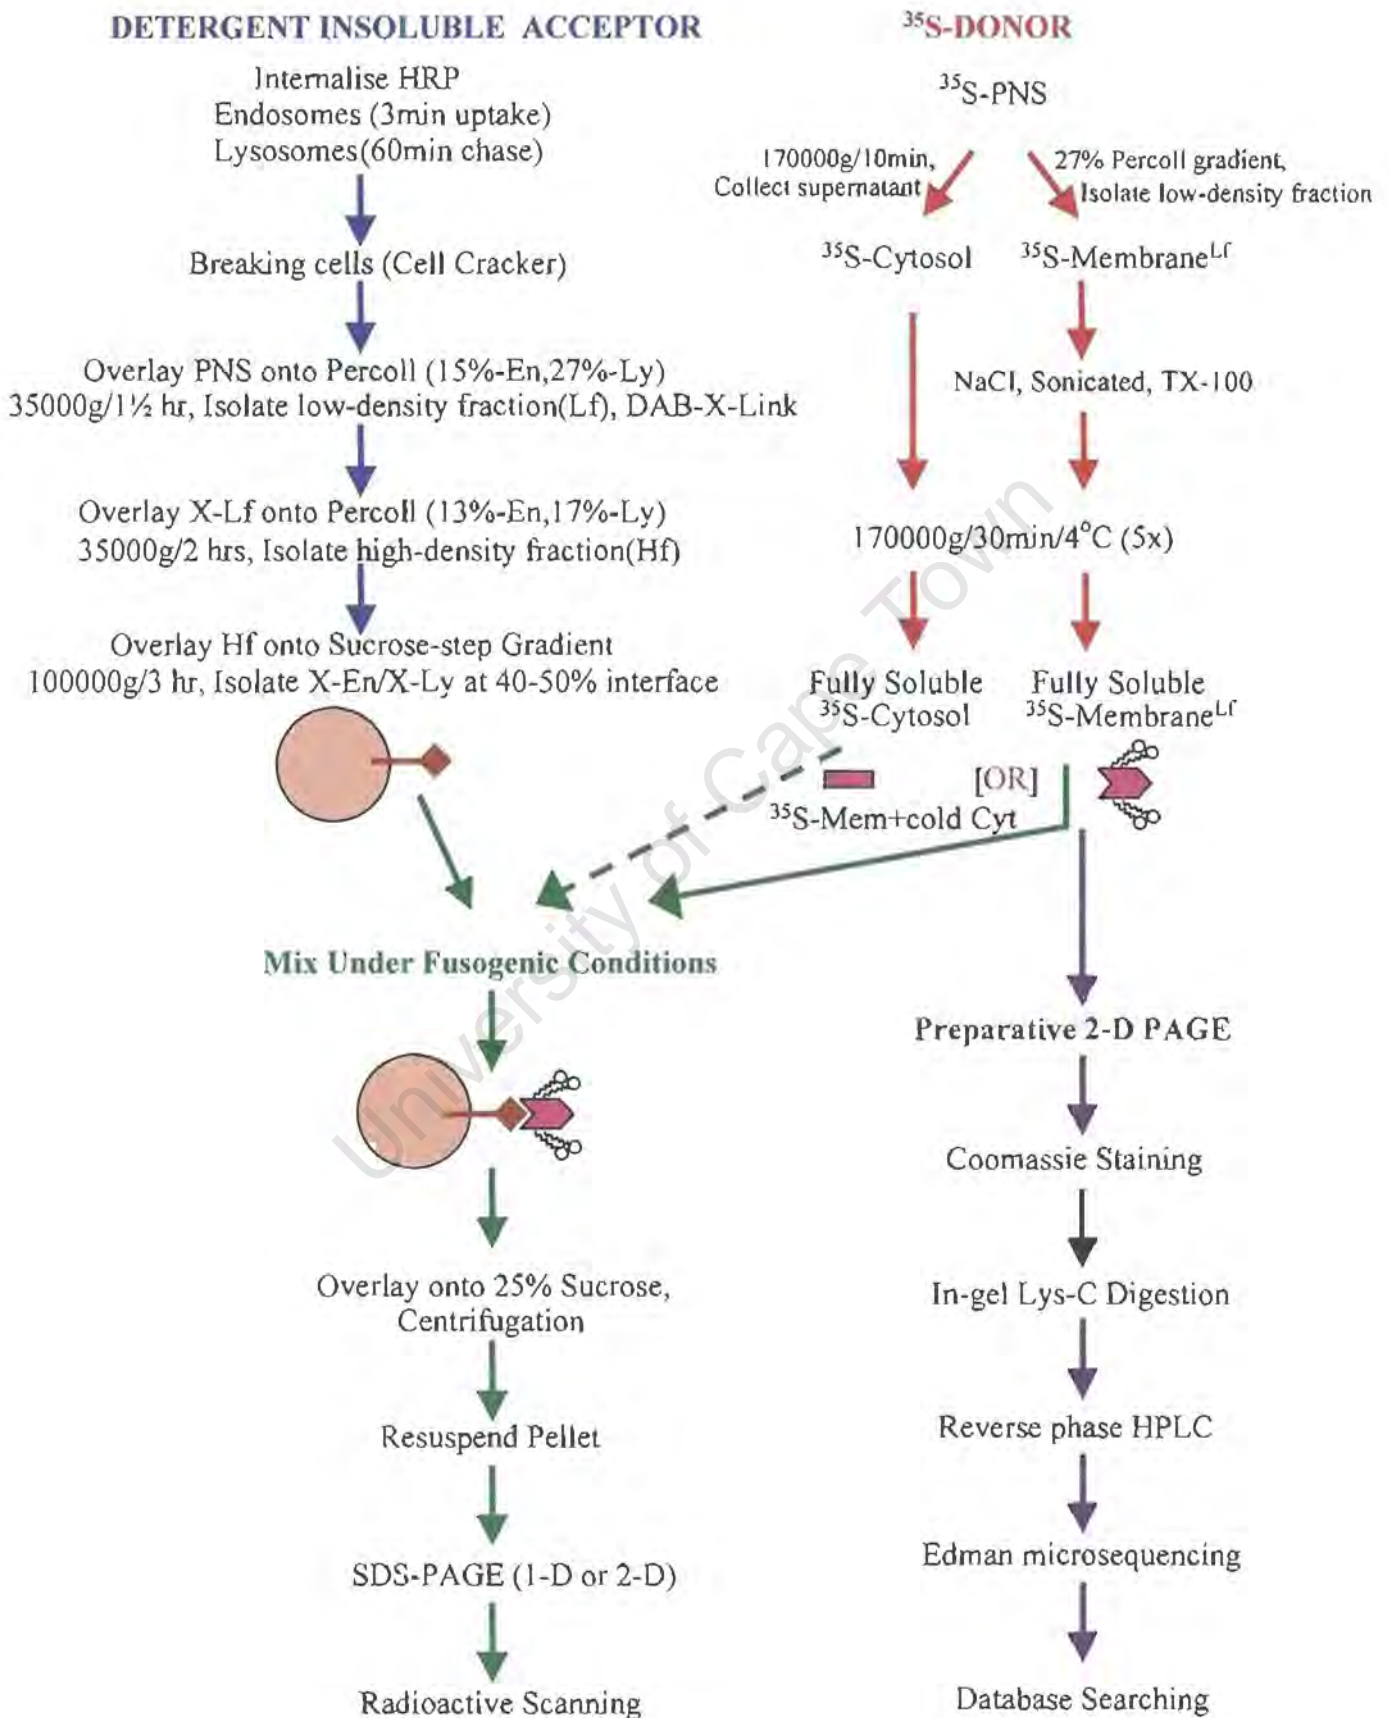 DETERGENT INSOLUBLE ACCEPTOR
Internalise HRP
Endosomes (3min uptake)
Lysosomes(60min chase)
Breaking cells (Cell Cracker)
Overlay PNS onto Percoll (15%-En,27%-Ly)
35000g/1½ hr, Isolate low-density fraction(Lf), DAB-X-Link
Overlay X-Lf onto Percoll (13%-En,17%-Ly)
35000g/2 hrs, Isolate high-density fraction(Hf)
Overlay Hf onto Sucrose-step Gradient
100000g/3 hr, Isolate X-En/X-Ly at 40-50% interface
³⁵S-DONOR
³⁵S-PNS
170000g/10min,
Collect supernatant
27% Percoll gradient,
Isolate low-density fraction
³⁵S-Cytosol
³⁵S-Membraneᴸᶠ
NaCl, Sonicated, TX-100
170000g/30min/4°C (5x)
Fully Soluble
³⁵S-Cytosol
Fully Soluble
³⁵S-Membraneᴸᶠ
[OR]
³⁵S-Mem+cold Cyt
Mix Under Fusogenic Conditions
Overlay onto 25% Sucrose,
Centrifugation
Resuspend Pellet
SDS-PAGE (1-D or 2-D)
Radioactive Scanning
Preparative 2-D PAGE
Coomassie Staining
In-gel Lys-C Digestion
Reverse phase HPLC
Edman microsequencing
Database Searching
University of Cape Town